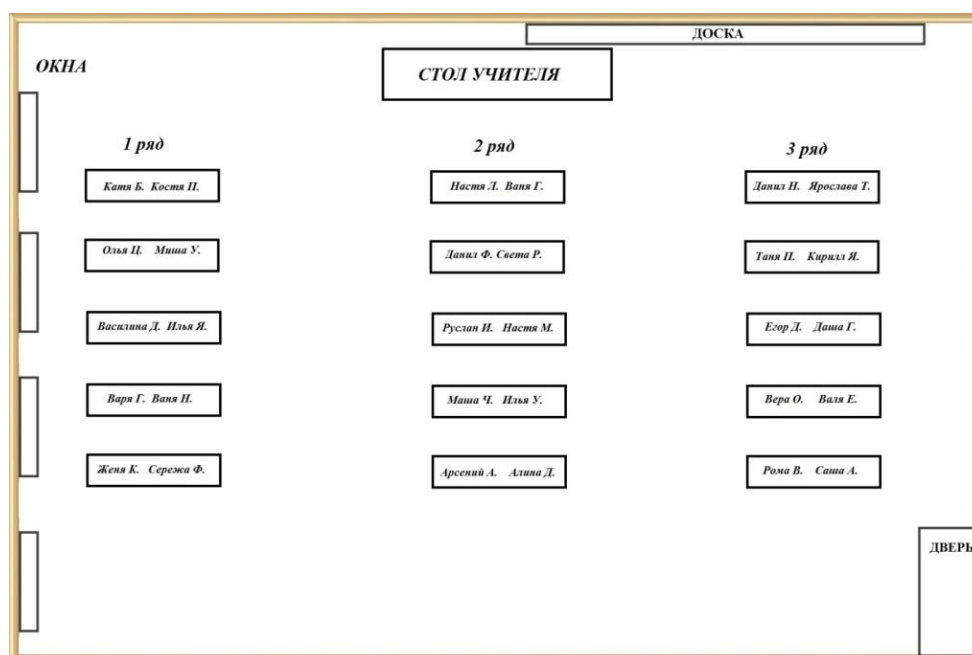 ДОСКА
ОКНА
СТОЛ УЧИТЕЛЯ
1 ряд 2 ряд 3 ряд
Катя Б. Костя П. Настя Л. Ваня Г. Данил Н. Ярослава Т.
Олья Ц. Миша У. Данил Ф. Света Р. Таня П. Кирилл Я.
Василина Д. Илья Я. Руслан И. Настя М. Егор Д. Даша Г.
Варя Г. Ваня Н. Маша Ч. Илья У. Вера О. Валя Е.
Женя К. Сережа Ф. Арсений А. Алина Д. Рома В. Саша А.
ДВЕРЬ